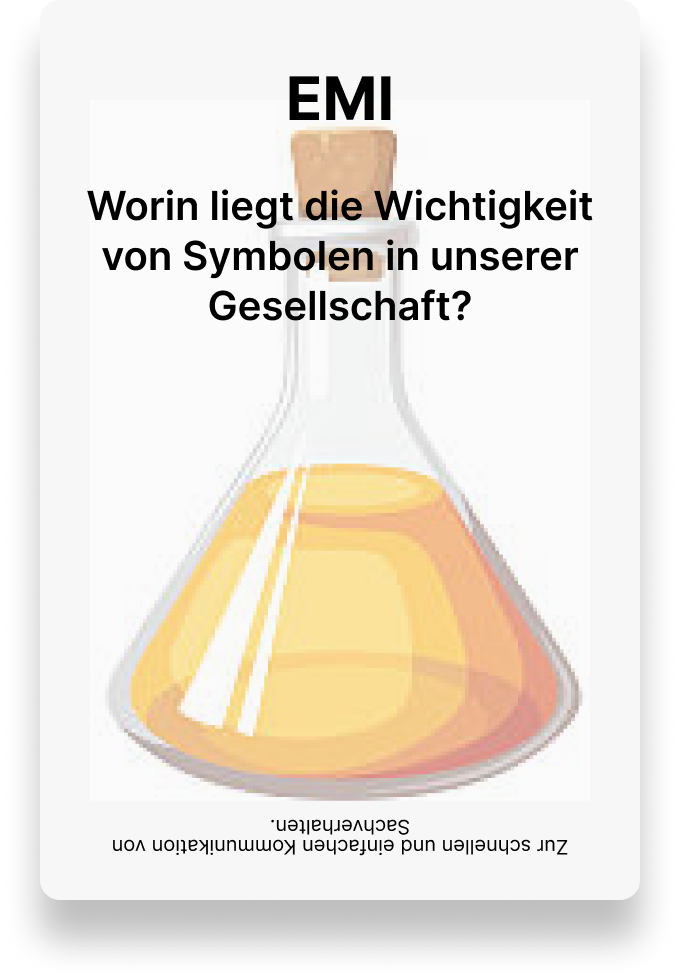 EMI
Worin liegt die Wichtigkeit
von Symbolen in unserer
Gesellschaft?
Zur schnellen und einfachen Kommunikation von
Sachverhalten.